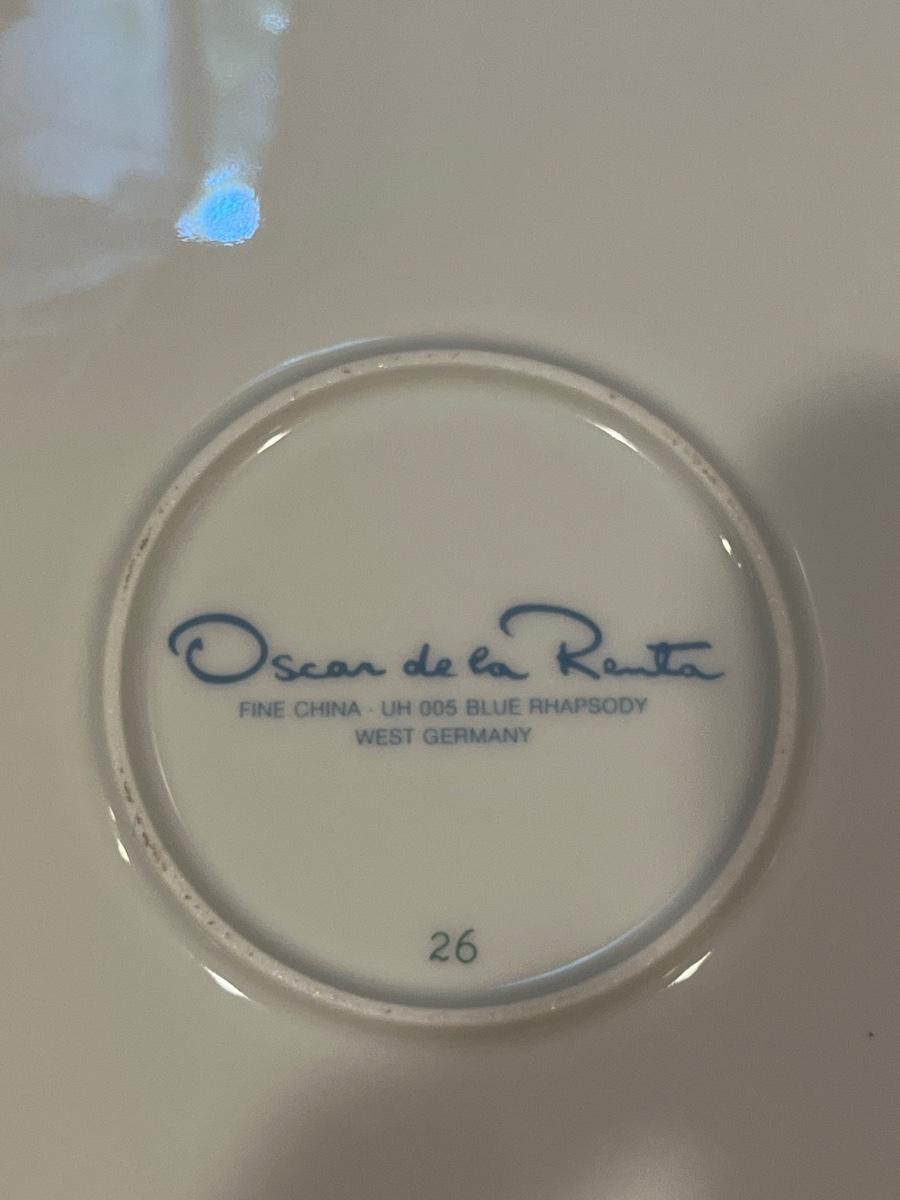 Oscar de la Renta
FINE CHINA · UH 005 BLUE RHAPSODY
WEST GERMANY
26